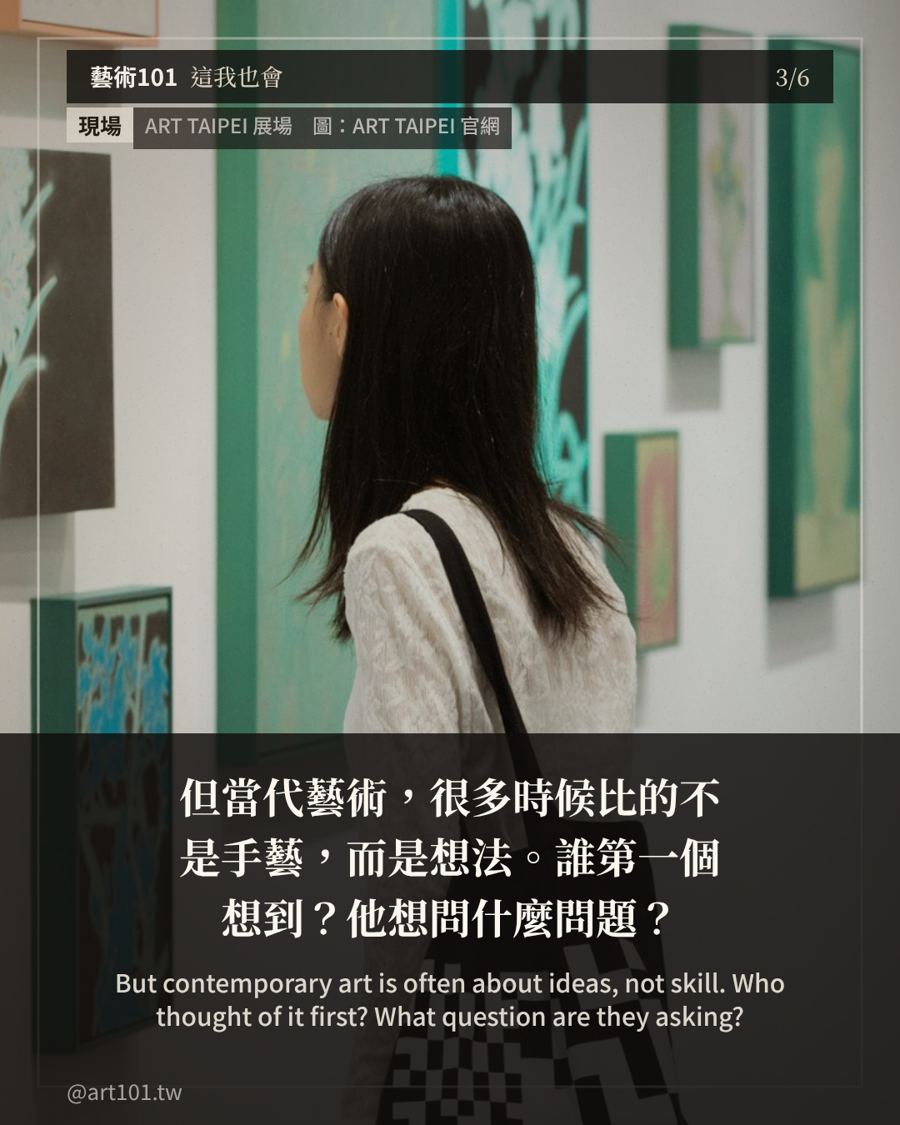 藝術101 這我也會 3/6
現場 ART TAIPEI 展場 圖：ART TAIPEI 官網
但當代藝術，很多時候比的不
是手藝，而是想法。誰第一個
想到？他想問什麼問題？
But contemporary art is often about ideas, not skill. Who
thought of it first? What question are they asking?
@art101.tw